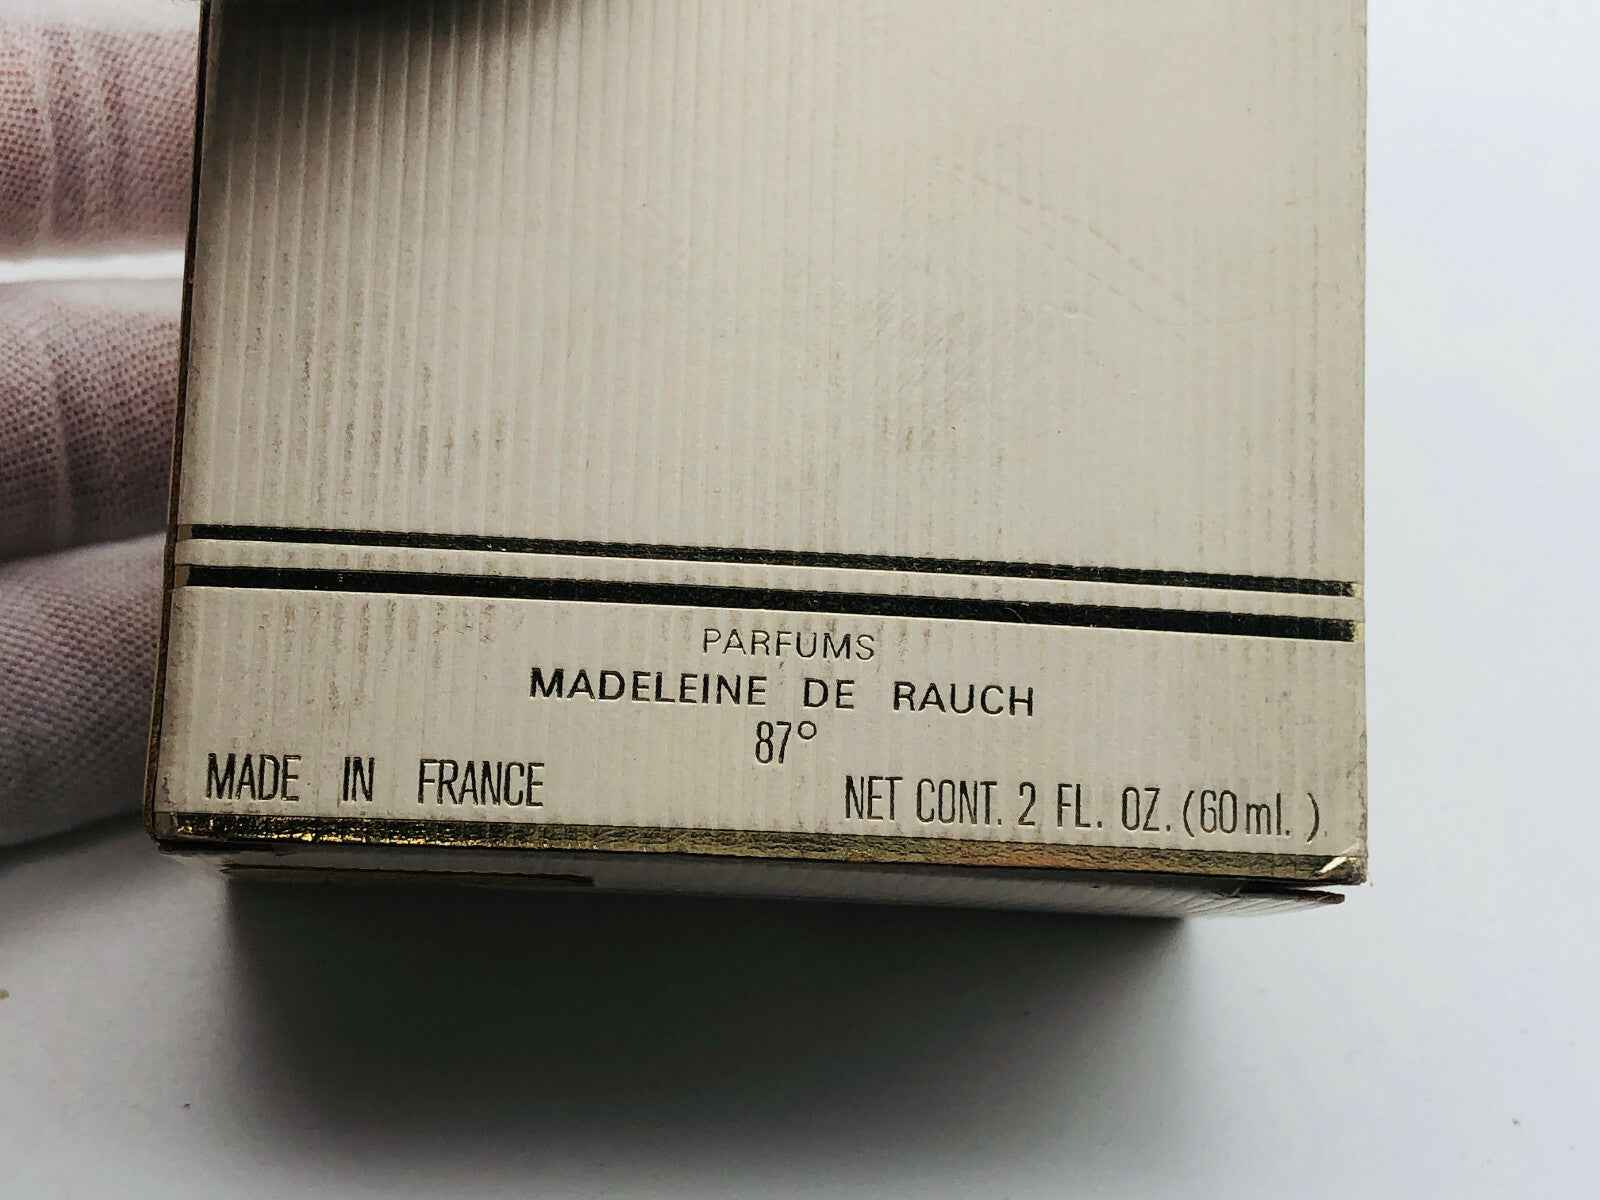 PARFUMS
MADELEINE DE RAUCH
87°
MADE IN FRANCE
NET CONT. 2 FL. OZ. (60 ml. )